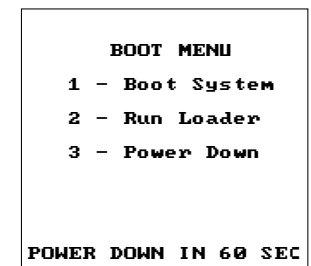 BOOT MENU
1 - Boot System
2 - Run Loader
3 - Power Down
POWER DOWN IN 60 SEC